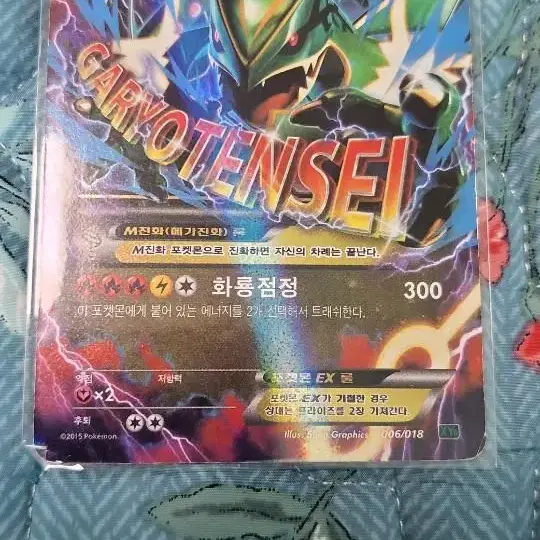 GARYOTENSEI
M진화(메가진화) 룰
M진화 포켓몬으로 진화하면 자신의 차례는 끝난다.
화룡점정 300
이 포켓몬에게 붙어 있는 에너지를 2개 선택해서 트래쉬한다.
약점 저항력
×2
포켓몬 EX 룰
포켓몬 EX가 기절한 경우
상대는 프라이즈를 2장 가져간다.
후퇴
©2015 Pokémon
Illus. Graphics 006/018